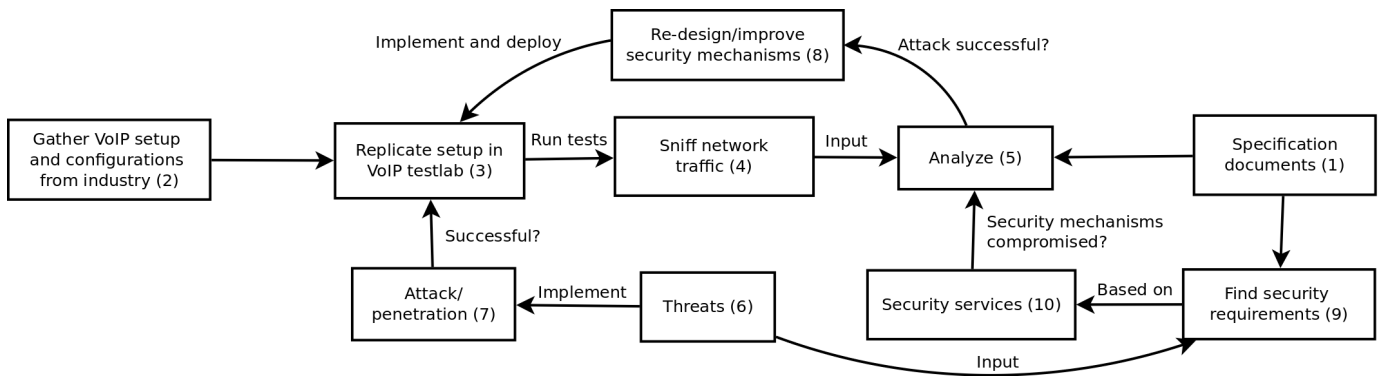 Re-design/improve
security mechanisms (8)
Implement and deploy
Attack successful?
Gather VoIP setup
and configurations
from industry (2)
Replicate setup in
VoIP testlab (3)
Run tests
Sniff network
traffic (4)
Input
Analyze (5)
Specification
documents (1)
Successful?
Security mechanisms
compromised?
Attack/
penetration (7)
Implement
Threats (6)
Security services (10)
Based on
Find security
requirements (9)
Input